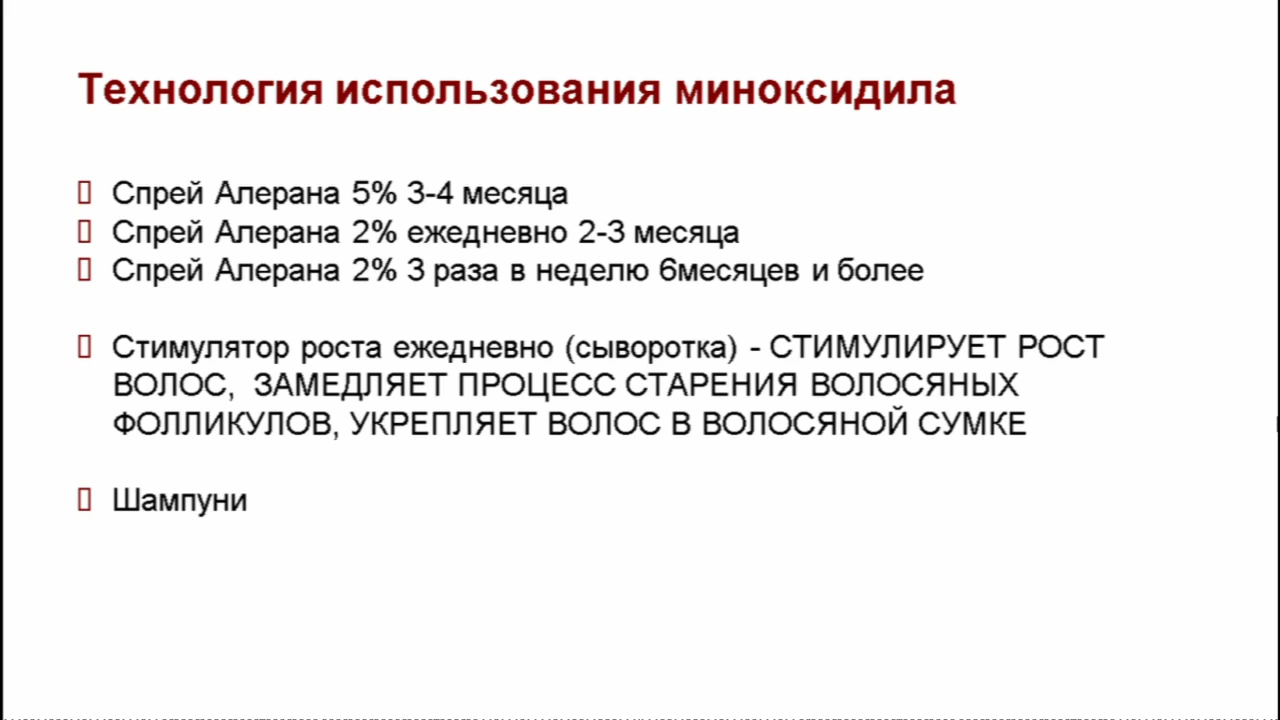 Технология использования миноксидила
Спрей Алерана 5% 3-4 месяца
Спрей Алерана 2% ежедневно 2-3 месяца
Спрей Алерана 2% 3 раза в неделю 6месяцев и более
Стимулятор роста ежедневно (сыворотка) - СТИМУЛИРУЕТ РОСТ
ВОЛОС, ЗАМЕДЛЯЕТ ПРОЦЕСС СТАРЕНИЯ ВОЛОСЯНЫХ
ФОЛЛИКУЛОВ, УКРЕПЛЯЕТ ВОЛОС В ВОЛОСЯНОЙ СУМКЕ
Шампуни